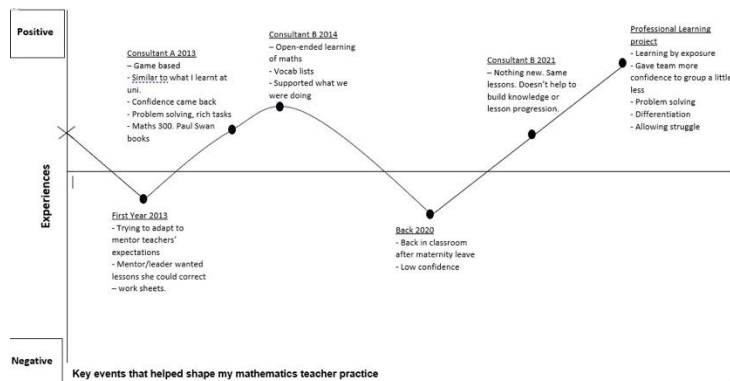 Positive
Experiences
Negative
Consultant A 2013
– Game based
- Similar to what I learnt at
uni.
- Confidence came back
- Problem solving, rich tasks
- Maths 300. Paul Swan
books
Consultant B 2014
– Open-ended learning
of maths
- Vocab lists
- Supported what we
were doing
Consultant B 2021
– Nothing new. Same
lessons. Doesn't help to
build knowledge or
lesson progression.
Professional Learning
project
- Learning by exposure
- Gave team more
confidence to group a little
less
- Problem solving
- Differentiation
- Allowing struggle
First Year 2013
- Trying to adapt to
mentor teachers'
expectations
- Mentor/leader wanted
lessons she could correct
– work sheets.
Back 2020
- Back in classroom
after maternity leave
- Low confidence
Key events that helped shape my mathematics teacher practice